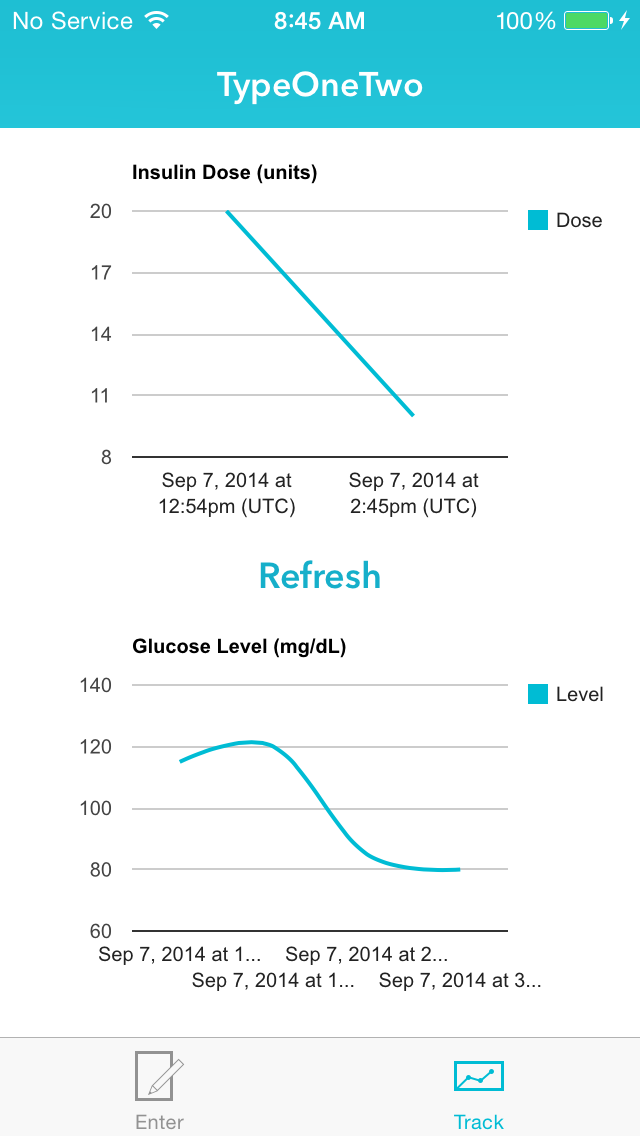 No Service 8:45 AM 100%
TypeOneTwo
Insulin Dose (units)
20
Dose
17
14
11
8
Sep 7, 2014 at
12:54pm (UTC)
Sep 7, 2014 at
2:45pm (UTC)
Refresh
Glucose Level (mg/dL)
140
Level
120
100
80
60
Sep 7, 2014 at 1...
Sep 7, 2014 at 1...
Sep 7, 2014 at 2...
Sep 7, 2014 at 3...
Enter
Track